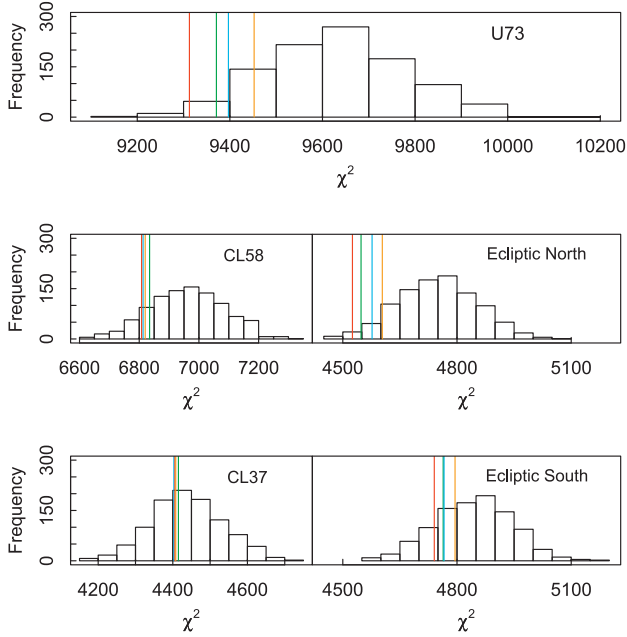 U73
Frequency
0 150 300
9200 9400 9600 9800 10000 10200
χ²
CL58
Ecliptic North
Frequency
0 150 300
6600 6800 7000 7200
4500 4800 5100
χ²
χ²
CL37
Ecliptic South
Frequency
0 150 300
4200 4400 4600
4500 4800 5100
χ²
χ²